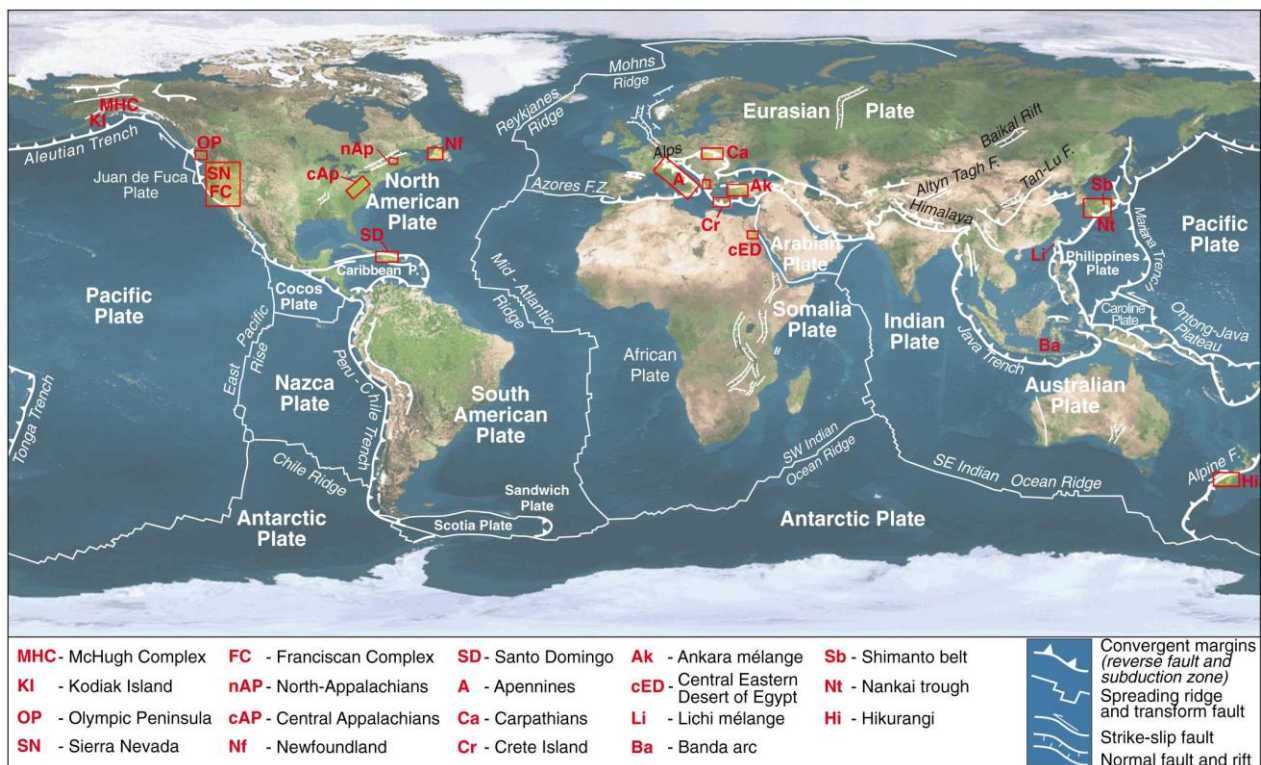 Mohns
Ridge
Reykjanes
Ridge
Eurasian Plate
MHC
KI
Aleutian Trench
OP
Juan de Fuca
Plate
SN
FC
nAp
cAp
Nf
North
American
Plate
Azores F.Z.
Alps
A
Ca
Ak
Cr
cED
Baikal Rift
Altyn Tagh F.
Tan-Lu F.
Himalaya
Sb
Nt
Li
Mariana Trench
Pacific
Plate
Philippines
Plate
SD
Caribbean P.
Cocos
Plate
Pacific
Plate
East Pacific
Rise
Mid-Atlantic
Ridge
Arabian
Plate
Somalia
Plate
African
Plate
Indian
Plate
Java Trench
Caroline
Plate
Ontong-Java
Plateau
Ba
Australian
Plate
Nazca
Plate
Peru-Chile Trench
South
American
Plate
Tonga Trench
Chile Ridge
SW Indian
Ocean Ridge
SE Indian Ocean Ridge
Alpine F.
Hi
Antarctic
Plate
Scotia Plate
Sandwich
Plate
Antarctic Plate
MHC - McHugh Complex
KI - Kodiak Island
OP - Olympic Peninsula
SN - Sierra Nevada
FC - Franciscan Complex
nAP - North-Appalachians
cAP - Central Appalachians
Nf - Newfoundland
SD - Santo Domingo
A - Apennines
Ca - Carpathians
Cr - Crete Island
Ak - Ankara mélange
cED - Central Eastern
Desert of Egypt
Li - Lichi mélange
Ba - Banda arc
Sb - Shimanto belt
Nt - Nankai trough
Hi - Hikurangi
Convergent margins
(reverse fault and
subduction zone)
Spreading ridge
and transform fault
Strike-slip fault
Normal fault and rift